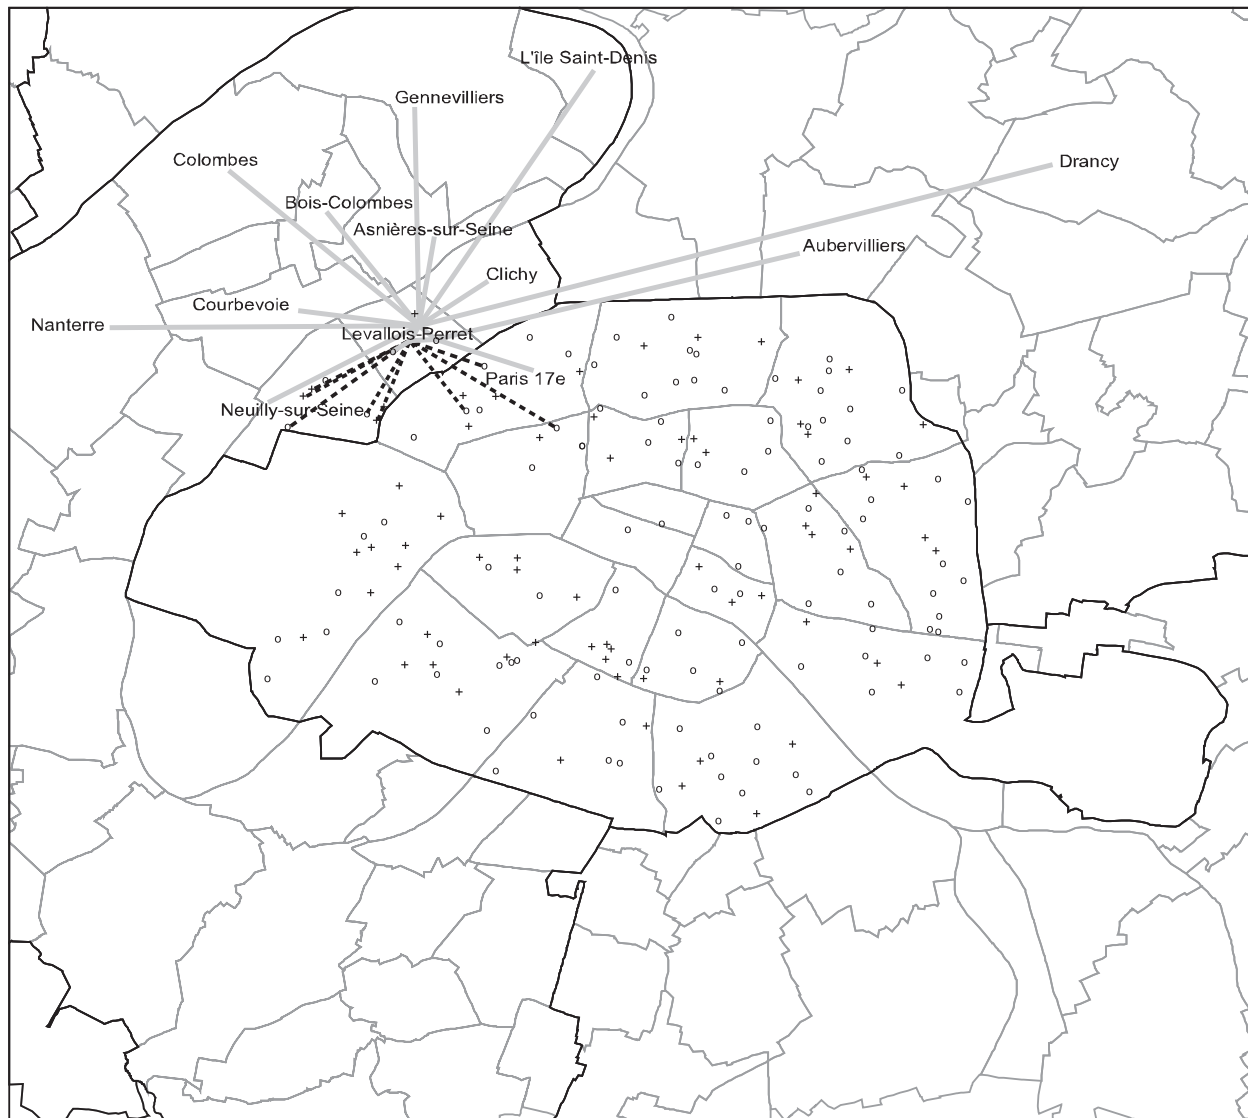 L'île Saint-Denis
Gennevilliers
Colombes
Drancy
Bois-Colombes
Asnières-sur-Seine
Aubervilliers
Clichy
Courbevoie
Nanterre
Levallois-Perret
Paris 17e
Neuilly-sur-Seine